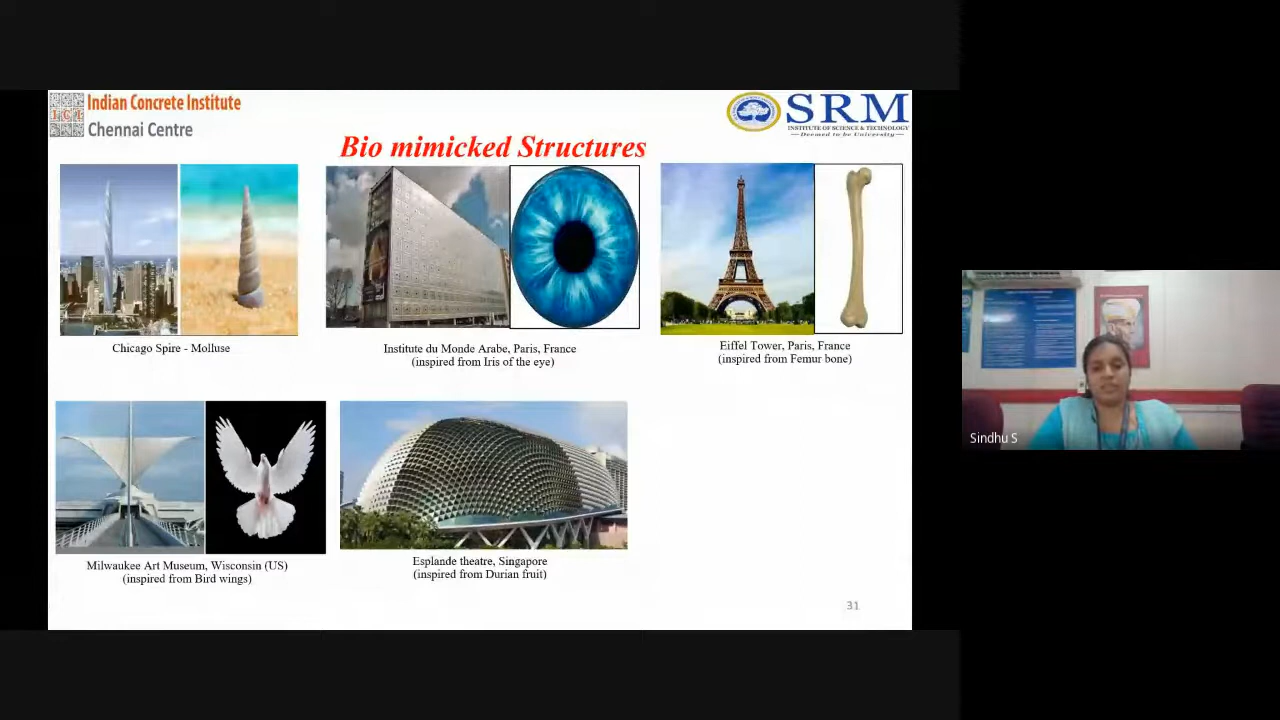 Indian Concrete Institute
Chennai Centre
ICI
SRM
INSTITUTE OF SCIENCE & TECHNOLOGY
Deemed to be University
Bio mimicked Structures
Chicago Spire - Molluse
Institute du Monde Arabe, Paris, France
(inspired from Iris of the eye)
Eiffel Tower, Paris, France
(inspired from Femur bone)
Milwaukee Art Museum, Wisconsin (US)
(inspired from Bird wings)
Esplande theatre, Singapore
(inspired from Durian fruit)
31
Sindhu S